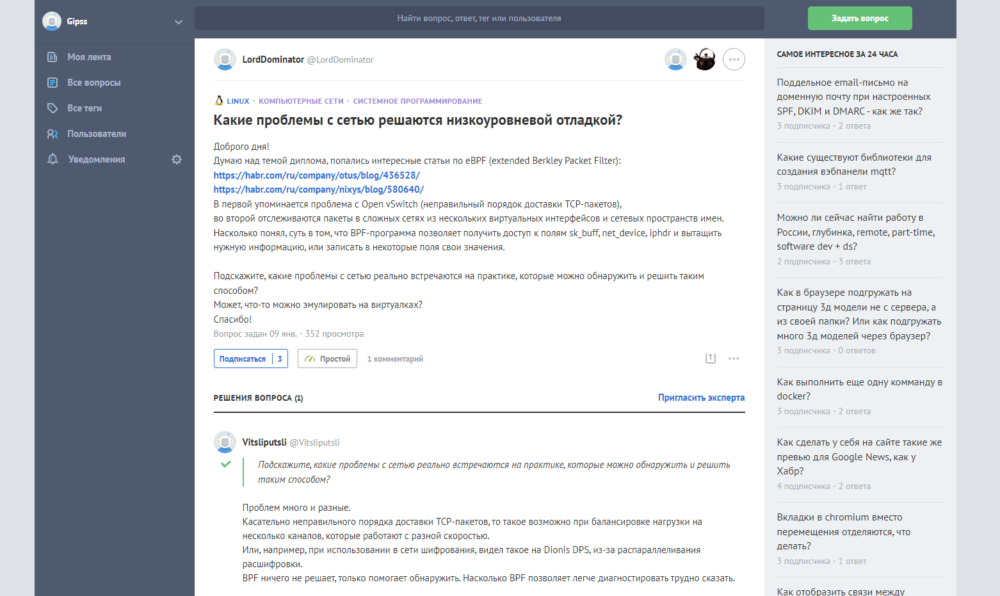 Gipss
Найти вопрос, ответ, тег или пользователя
Задать вопрос
Моя лента
Все вопросы
Все теги
Пользователи
Уведомления
LordDominator @LordDominator
LINUX • КОМПЬЮТЕРНЫЕ СЕТИ • СИСТЕМНОЕ ПРОГРАММИРОВАНИЕ
Какие проблемы с сетью решаются низкоуровневой отладкой?
Доброго дня!
Думаю над темой диплома, попались интересные статьи по eBPF (extended Berkley Packet Filter):
https://habr.com/ru/company/otus/blog/436528/
https://habr.com/ru/company/nixys/blog/580640/
В первой упоминается проблема с Open vSwitch (неправильный порядок доставки TCP-пакетов),
во второй отслеживаются пакеты в сложных сетях из нескольких виртуальных интерфейсов и сетевых пространств имен.
Насколько понял, суть в том, что BPF-программа позволяет получить доступ к полям sk_buff, net_device, iphdr и вытащить
нужную информацию, или записать в некоторые поля свои значения.
Подскажите, какие проблемы с сетью реально встречаются на практике, которые можно обнаружить и решить таким
способом?
Может, что-то можно эмулировать на виртуалках?
Спасибо!
Вопрос задан 09 янв. • 352 просмотра
Подписаться 3
Простой
1 комментарий
РЕШЕНИЯ ВОПРОСА (1)
Пригласить эксперта
Vitsliputsli @Vitsliputsli
Подскажите, какие проблемы с сетью реально встречаются на практике, которые можно обнаружить и решить
таким способом?
Проблем много и разные.
Касательно неправильного порядка доставки TCP-пакетов, то такое возможно при балансировке нагрузки на
несколько каналов, которые работают с разной скоростью.
Или, например, при использовании в сети шифрования, видел такое на Dionis DPS, из-за распараллеливания
расшифровки.
BPF ничего не решает, только помогает обнаружить. Насколько BPF позволяет легче диагностировать трудно сказать.
САМОЕ ИНТЕРЕСНОЕ ЗА 24 ЧАСА
Поддельное email-письмо на
доменную почту при настроенных
SPF, DKIM и DMARC - как же так?
3 подписчика • 2 ответа
Какие существуют библиотеки для
создания вэбпанели mqtt?
3 подписчика • 1 ответ
Можно ли сейчас найти работу в
России, глубинка, remote, part-time,
software dev + ds?
2 подписчика • 3 ответа
Как в браузере подгружать на
страницу 3д модели не с сервера, а
из своей папки? Или как подгружать
много 3д моделей через браузер?
3 подписчика • 0 ответов
Как выполнить еще одну комманду в
docker?
3 подписчика • 2 ответа
Как сделать у себя на сайте такие же
превью для Google News, как у
Хабр?
4 подписчика • 2 ответа
Вкладки в chromium вместо
перемещения отделяются, что
делать?
3 подписчика • 1 ответ
Как отобразить связи между